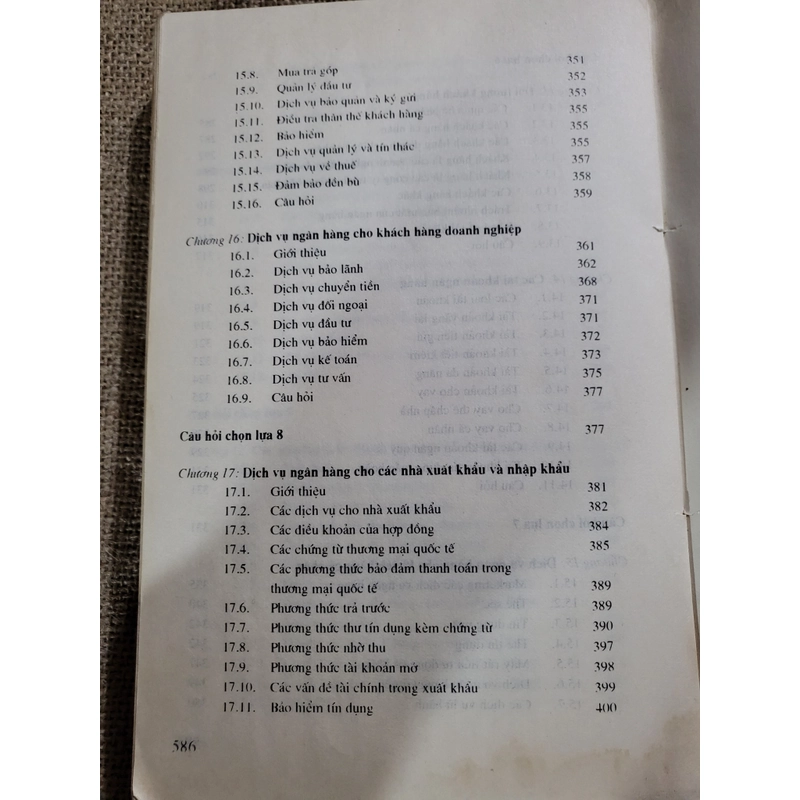 15.8. Mua trả góp 351
15.9. Quản lý đầu tư 352
15.10. Dịch vụ bảo quản và ký gửi 353
15.11. Điều tra thân thế khách hàng 355
15.12. Bảo hiểm 355
15.13. Dịch vụ quản lý và tín thác 355
15.14. Dịch vụ về thuế 357
15.15. Đảm bảo đền bù 358
15.16. Câu hỏi 359
Chương 16: Dịch vụ ngân hàng cho khách hàng doanh nghiệp
16.1. Giới thiệu 361
16.2. Dịch vụ bảo lãnh 362
16.3. Dịch vụ chuyển tiền 368
16.4. Dịch vụ đối ngoại 371
16.5. Dịch vụ đầu tư 371
16.6. Dịch vụ bảo hiểm 372
16.7. Dịch vụ kế toán 373
16.8. Dịch vụ tư vấn 375
16.9. Câu hỏi 377
Câu hỏi chọn lựa 8 377
Chương 17: Dịch vụ ngân hàng cho các nhà xuất khẩu và nhập khẩu
17.1. Giới thiệu 381
17.2. Các dịch vụ cho nhà xuất khẩu 382
17.3. Các điều khoản của hợp đồng 384
17.4. Các chứng từ thương mại quốc tế 385
17.5. Các phương thức bảo đảm thanh toán trong
thương mại quốc tế 389
17.6. Phương thức trả trước 389
17.7. Phương thức thư tín dụng kèm chứng từ 390
17.8. Phương thức nhờ thu 397
17.9. Phương thức tài khoản mở 398
17.10. Các vấn đề tài chính trong xuất khẩu 399
17.11. Bảo hiểm tín dụng 400
586